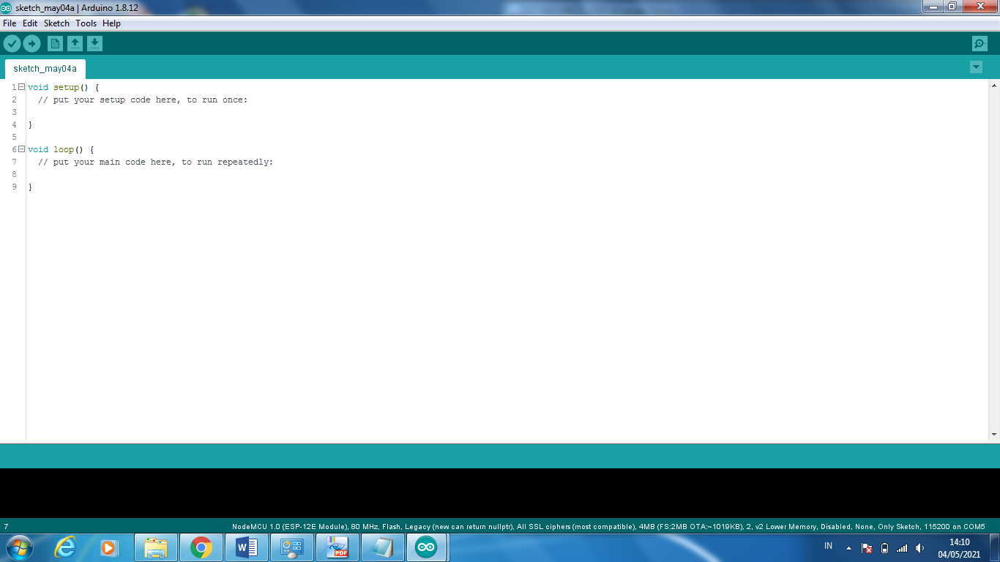 sketch_may04a | Arduino 1.8.12
File Edit Sketch Tools Help
sketch_may04a
1 void setup() {
2   // put your setup code here, to run once:
3
4 }
5
6 void loop() {
7   // put your main code here, to run repeatedly:
8
9 }
7 NodeMCU 1.0 (ESP-12E Module), 80 MHz, Flash, Legacy (new can return nullptr), All SSL ciphers (most compatible), 4MB (FS:2MB OTA:~1019KB), 2, v2 Lower Memory, Disabled, None, Only Sketch, 115200 on COM5
W PDF IN 14:10
04/05/2021